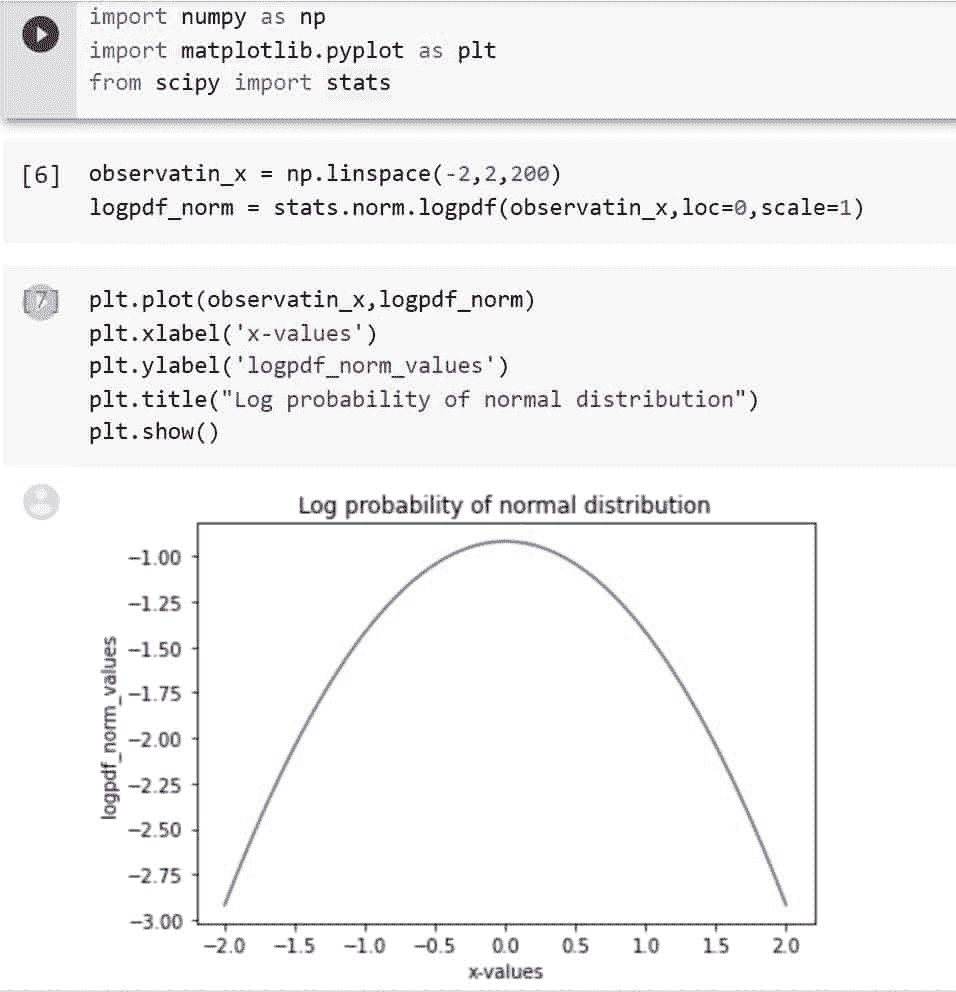 import numpy as np
import matplotlib.pyplot as plt
from scipy import stats
[6] observatin_x = np.linspace(-2,2,200)
logpdf_norm = stats.norm.logpdf(observatin_x,loc=0,scale=1)
[7] plt.plot(observatin_x,logpdf_norm)
plt.xlabel('x-values')
plt.ylabel('logpdf_norm_values')
plt.title("Log probability of normal distribution")
plt.show()
Log probability of normal distribution
logpdf_norm_values
−1.00
−1.25
−1.50
−1.75
−2.00
−2.25
−2.50
−2.75
−3.00
−2.0 −1.5 −1.0 −0.5 0.0 0.5 1.0 1.5 2.0
x-values